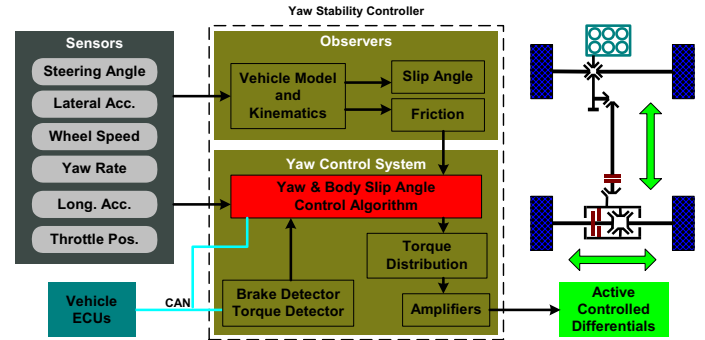 Yaw Stability Controller
Sensors
Steering Angle
Lateral Acc.
Wheel Speed
Yaw Rate
Long. Acc.
Throttle Pos.
Observers
Vehicle Model
and
Kinematics
Slip Angle
Friction
Yaw Control System
Yaw & Body Slip Angle
Control Algorithm
Torque
Distribution
Brake Detector
Torque Detector
Amplifiers
CAN
Vehicle
ECUs
Active
Controlled
Differentials